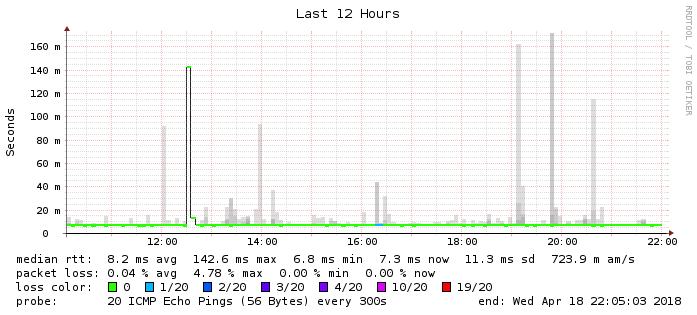 Last 12 Hours
RRDTOOL / TOBI OETIKER
Seconds
160 m
140 m
120 m
100 m
80 m
60 m
40 m
20 m
0
12:00 14:00 16:00 18:00 20:00 22:00
median rtt: 8.2 ms avg 142.6 ms max 6.8 ms min 7.3 ms now 11.3 ms sd 723.9 m am/s
packet loss: 0.04 % avg 4.78 % max 0.00 % min 0.00 % now
loss color: 0 1/20 2/20 3/20 4/20 10/20 19/20
probe: 20 ICMP Echo Pings (56 Bytes) every 300s end: Wed Apr 18 22:05:03 2018